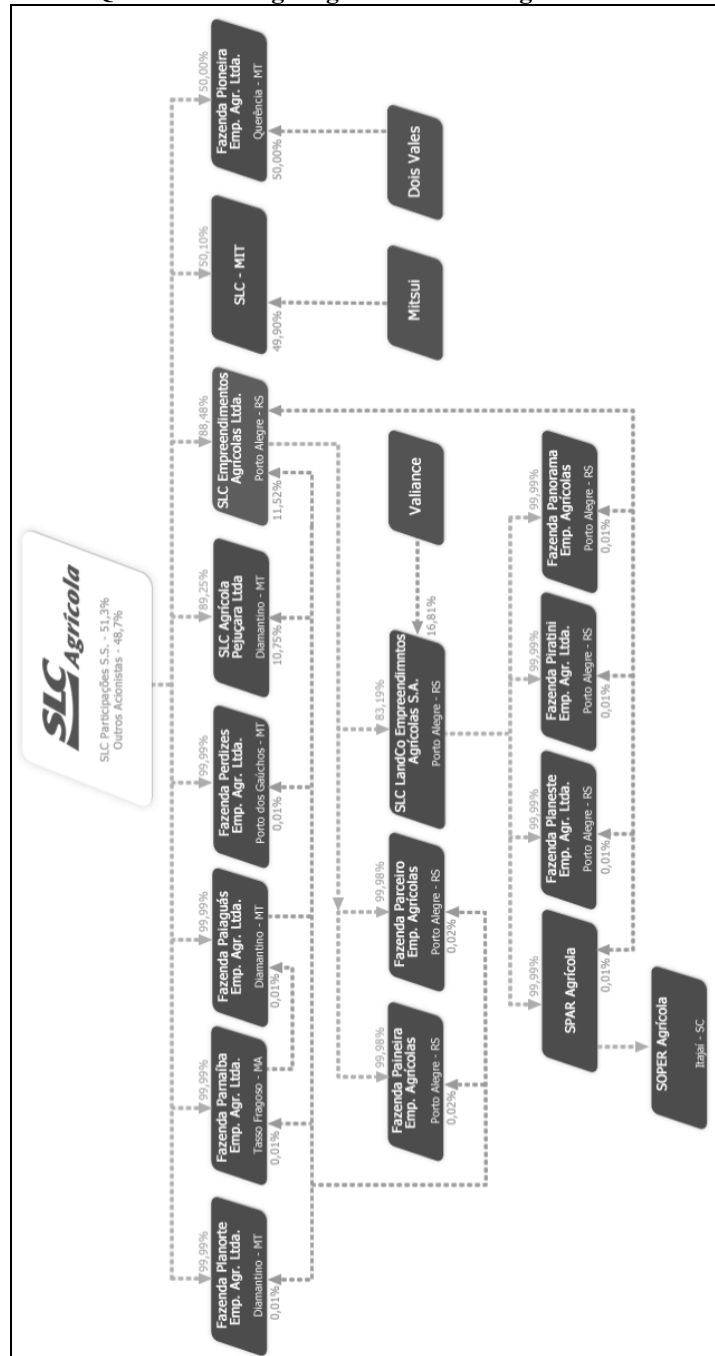 SLC
Agrícola
SLC Participações S.S. - 51,3%
Outros Acionistas - 48,7%
99,99%
Fazenda Planorte
Emp. Agr. Ltda.
Diamantino - MT
0,01%
99,99%
Fazenda Parnaíba
Emp. Agr. Ltda.
Tasso Fragoso - MA
0,01%
99,99%
Fazenda Paiaguás
Emp. Agr. Ltda.
Diamantino - MT
0,01%
99,99%
Fazenda Perdizes
Emp. Agr. Ltda.
Porto dos Gaúchos - MT
0,01%
89,25%
SLC Agrícola
Pejuçara Ltda
Diamantino - MT
10,75%
88,48%
SLC Empreendimentos
Agrícolas Ltda.
Porto Alegre - RS
11,52%
50,10%
SLC - MIT
49,90%
50,00%
Fazenda Pioneira
Emp. Agr. Ltda.
Querência - MT
50,00%
99,98%
Fazenda Paineira
Emp. Agrícolas
Porto Alegre - RS
0,02%
99,98%
Fazenda Parceiro
Emp. Agrícolas
Porto Alegre - RS
0,02%
83,19%
SLC LandCo Empreendimntos
Agrícolas S.A.
Porto Alegre - RS
16,81%
Valiance
Mitsui
Dois Vales
99,99%
SPAR Agrícola
0,01%
99,99%
Fazenda Planeste
Emp. Agr. Ltda.
Porto Alegre - RS
0,01%
99,99%
Fazenda Piratini
Emp. Agr. Ltda.
Porto Alegre - RS
0,01%
99,99%
Fazenda Panorama
Emp. Agrícolas
Porto Alegre - RS
0,01%
SOPER Agrícola
Itajaí - SC